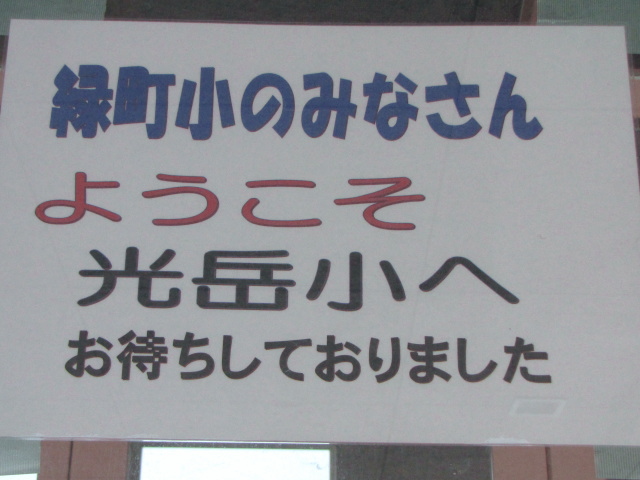 緑町小のみなさん
ようこそ
光岳小へ
お待ちしておりました